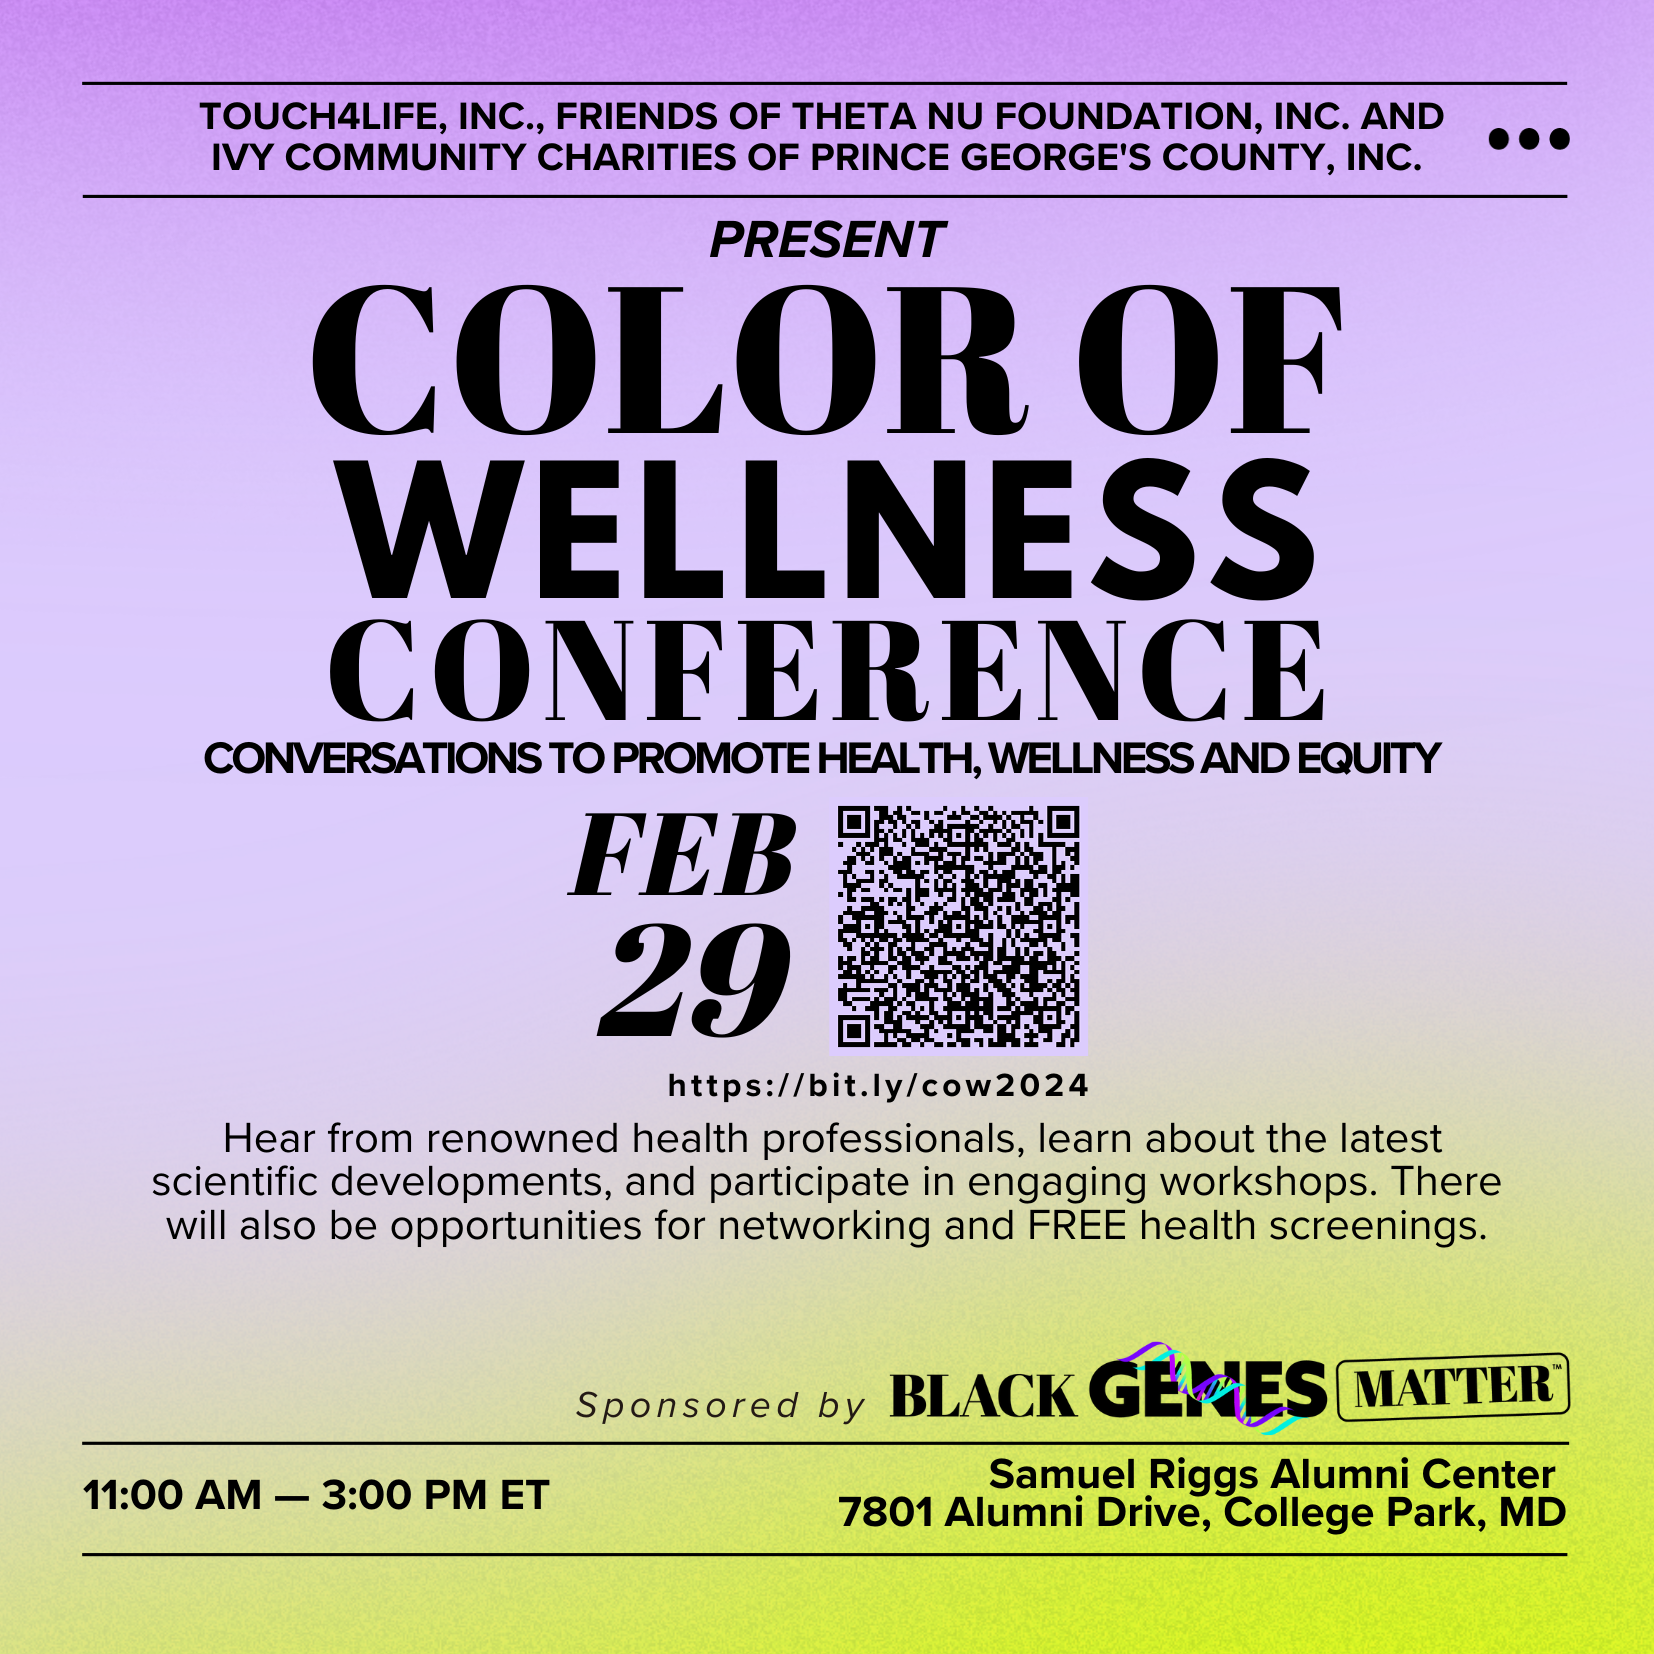 TOUCH4LIFE, INC., FRIENDS OF THETA NU FOUNDATION, INC. AND
IVY COMMUNITY CHARITIES OF PRINCE GEORGE'S COUNTY, INC.
PRESENT
COLOR OF
WELLNESS
CONFERENCE
CONVERSATIONS TO PROMOTE HEALTH, WELLNESS AND EQUITY
FEB
29
https://bit.ly/cow2024
Hear from renowned health professionals, learn about the latest
scientific developments, and participate in engaging workshops. There
will also be opportunities for networking and FREE health screenings.
Sponsored by BLACK GENES MATTER™
11:00 AM — 3:00 PM ET
Samuel Riggs Alumni Center
7801 Alumni Drive, College Park, MD